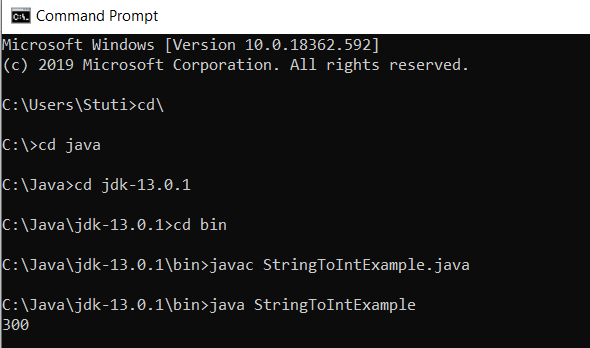 Command Prompt
Microsoft Windows [Version 10.0.18362.592]
(c) 2019 Microsoft Corporation. All rights reserved.
C:\Users\Stuti>cd\
C:\>cd java
C:\Java>cd jdk-13.0.1
C:\Java\jdk-13.0.1>cd bin
C:\Java\jdk-13.0.1\bin>javac StringToIntExample.java
C:\Java\jdk-13.0.1\bin>java StringToIntExample
300